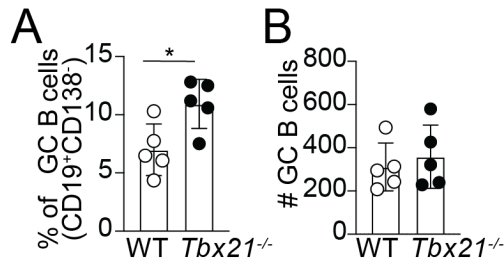 A
% of GC B cells
(CD19⁺CD138⁻)
15
10
5
0
*
WT Tbx21⁻/⁻
B
# GC B cells
800
600
400
200
0
WT Tbx21⁻/⁻